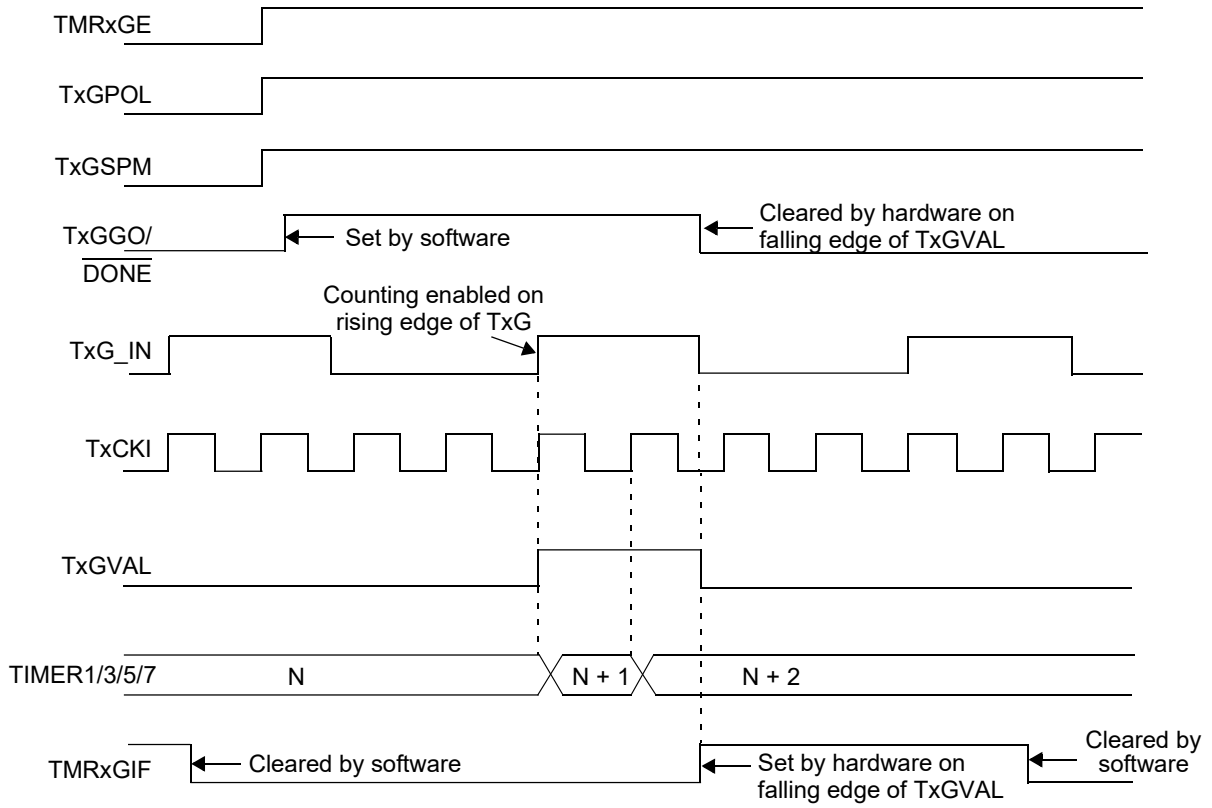 TMRxGE
TxGPOL
TxGSPM
TxGGO/
DONE
Set by software
Cleared by hardware on
falling edge of TxGVAL
Counting enabled on
rising edge of TxG
TxG_IN
TxCKI
TxGVAL
TIMER1/3/5/7
N
N + 1
N + 2
TMRxGIF
Cleared by software
Set by hardware on
falling edge of TxGVAL
Cleared by
software